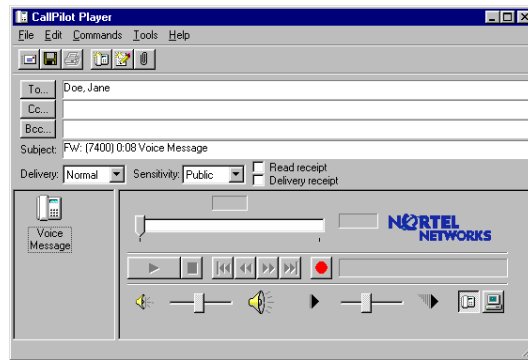 CallPilot Player
File Edit Commands Tools Help
To... Doe, Jane
Cc...
Bcc...
Subject: FW: (7400) 0:08 Voice Message
Delivery: Normal Sensitivity: Public Read receipt
Delivery receipt
Voice
Message
NORTEL
NETWORKS